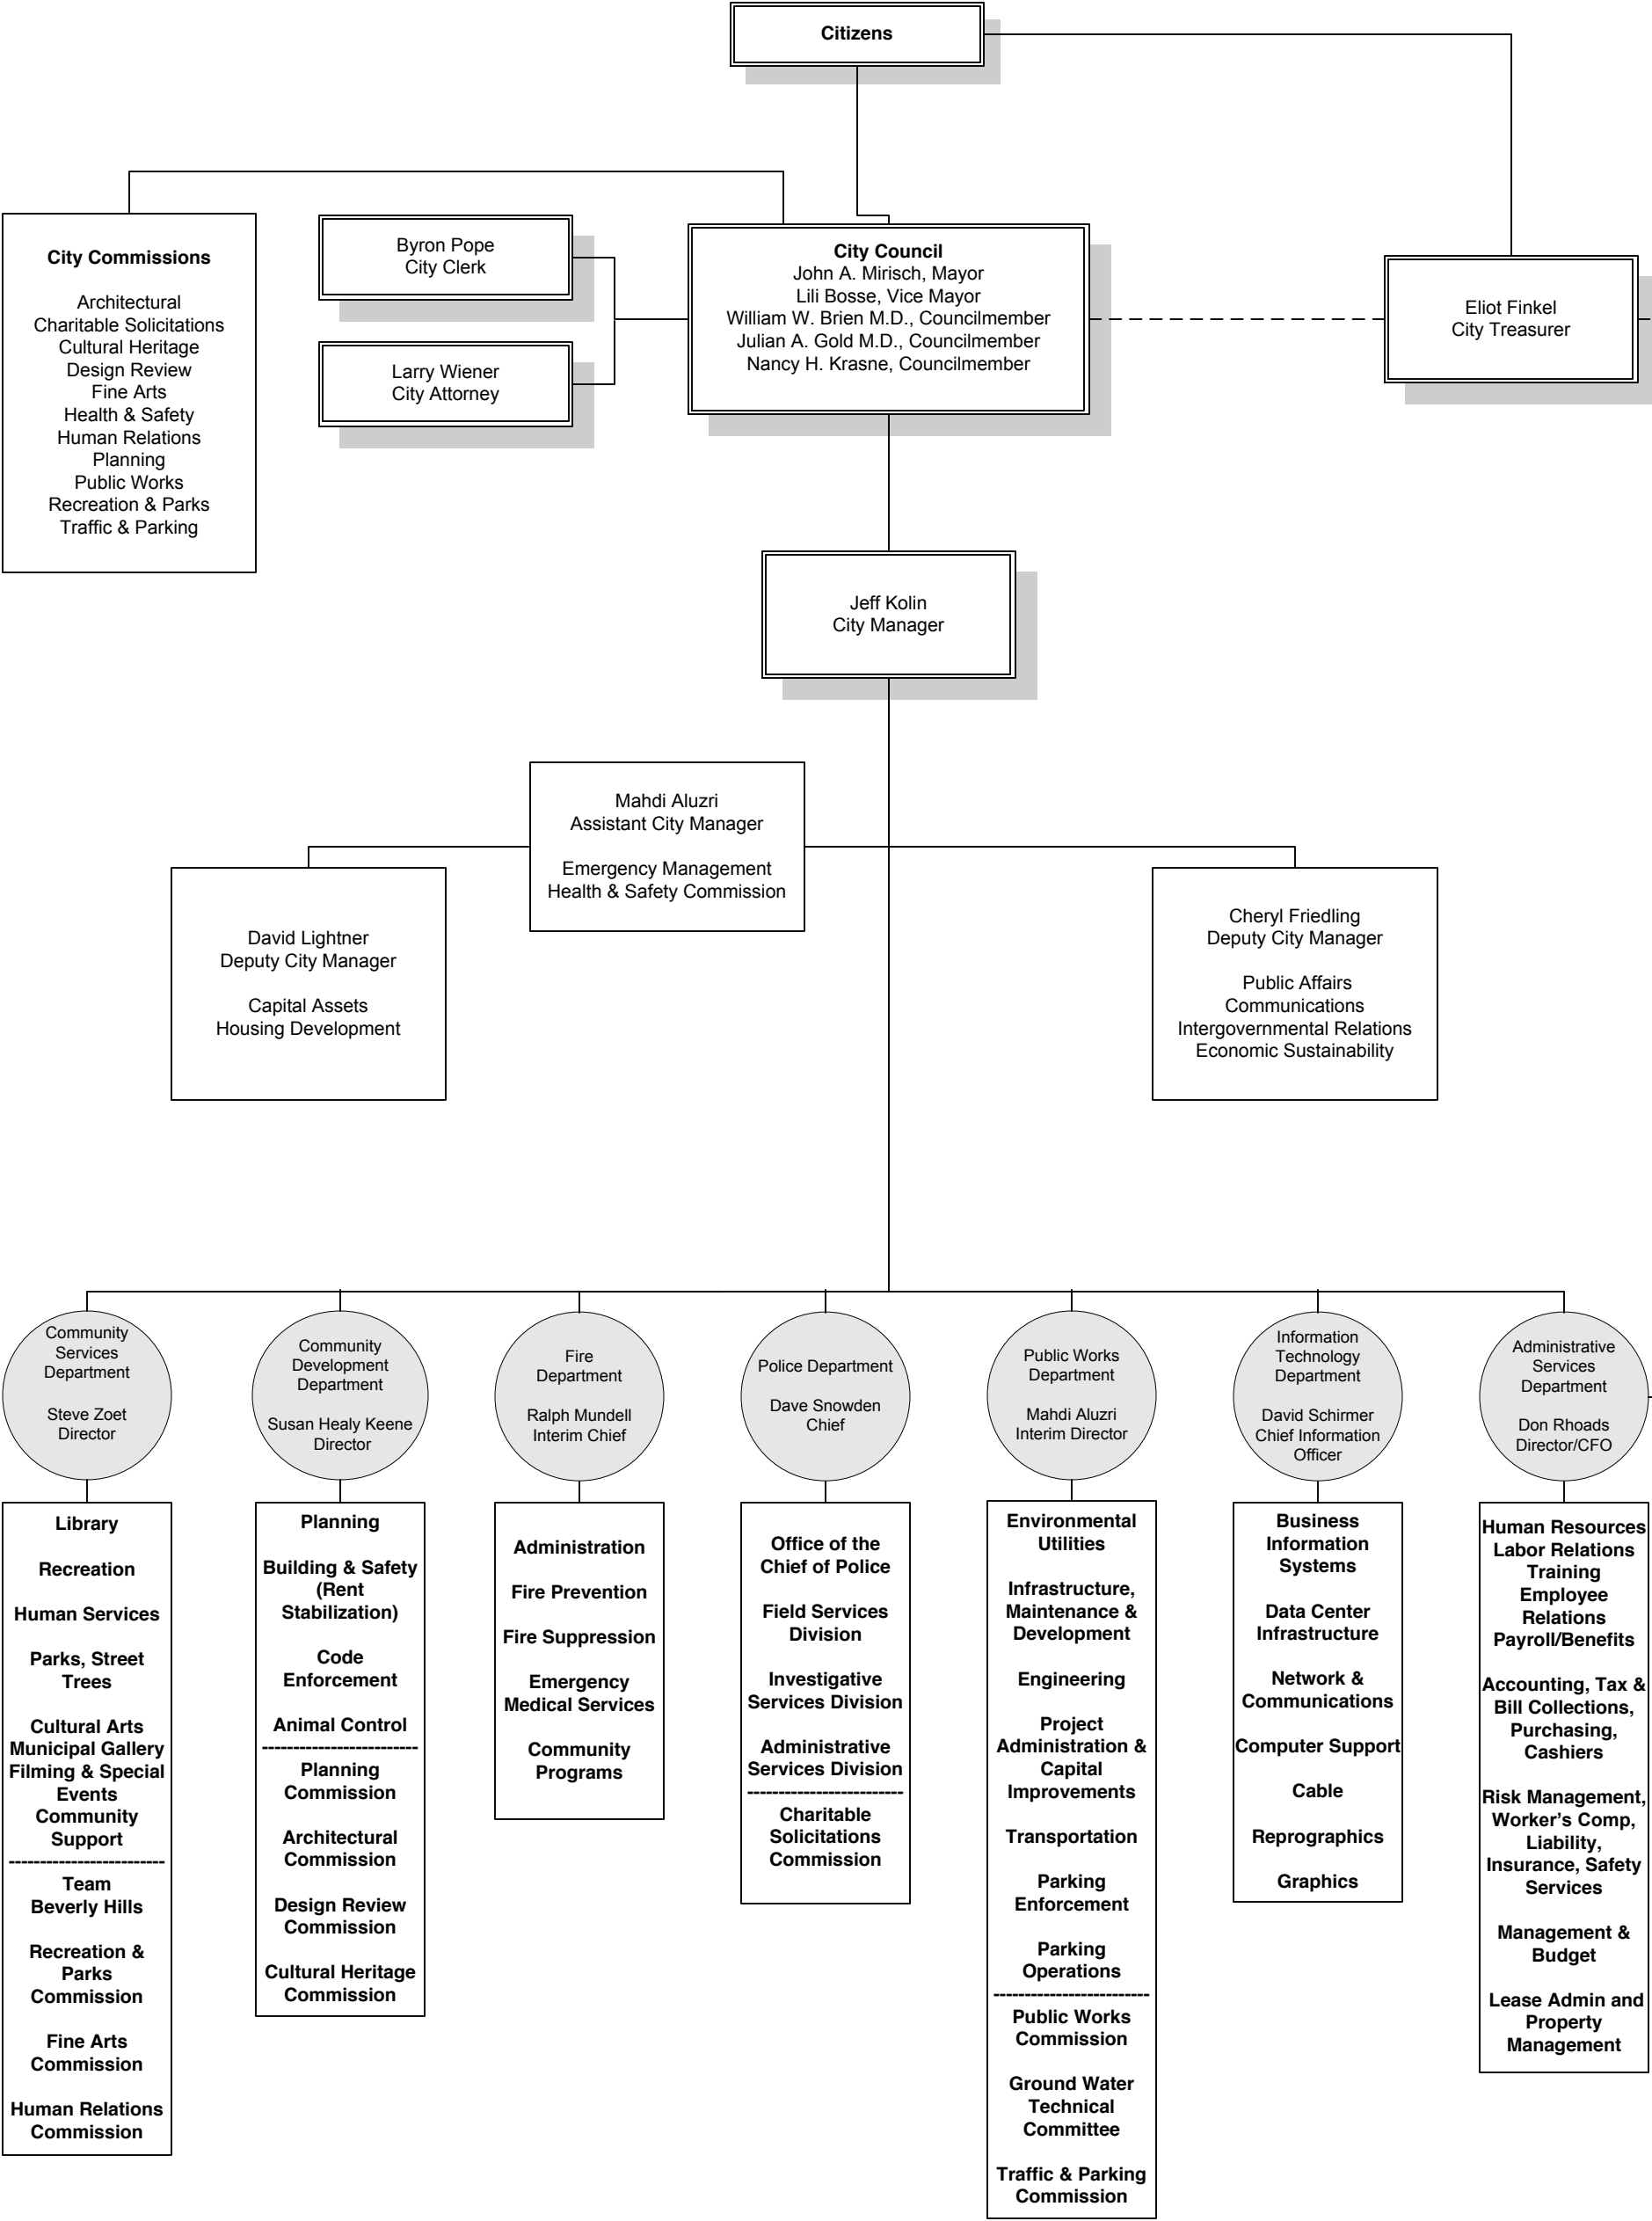 Citizens
City Commissions
Architectural
Charitable Solicitations
Cultural Heritage
Design Review
Fine Arts
Health & Safety
Human Relations
Planning
Public Works
Recreation & Parks
Traffic & Parking
Byron Pope
City Clerk
Larry Wiener
City Attorney
City Council
John A. Mirisch, Mayor
Lili Bosse, Vice Mayor
William W. Brien M.D., Councilmember
Julian A. Gold M.D., Councilmember
Nancy H. Krasne, Councilmember
Eliot Finkel
City Treasurer
Jeff Kolin
City Manager
Mahdi Aluzri
Assistant City Manager
Emergency Management
Health & Safety Commission
David Lightner
Deputy City Manager
Capital Assets
Housing Development
Cheryl Friedling
Deputy City Manager
Public Affairs
Communications
Intergovernmental Relations
Economic Sustainability
Community
Services
Department
Steve Zoet
Director
Community
Development
Department
Susan Healy Keene
Director
Fire
Department
Ralph Mundell
Interim Chief
Police Department
Dave Snowden
Chief
Public Works
Department
Mahdi Aluzri
Interim Director
Information
Technology
Department
David Schirmer
Chief Information
Officer
Administrative
Services
Department
Don Rhoads
Director/CFO
Library
Recreation
Human Services
Parks, Street
Trees
Cultural Arts
Municipal Gallery
Filming & Special
Events
Community
Support
-------------------------
Team
Beverly Hills
Recreation &
Parks
Commission
Fine Arts
Commission
Human Relations
Commission
Planning
Building & Safety
(Rent
Stabilization)
Code
Enforcement
Animal Control
-------------------------
Planning
Commission
Architectural
Commission
Design Review
Commission
Cultural Heritage
Commission
Administration
Fire Prevention
Fire Suppression
Emergency
Medical Services
Community
Programs
Office of the
Chief of Police
Field Services
Division
Investigative
Services Division
Administrative
Services Division
-------------------------
Charitable
Solicitations
Commission
Environmental
Utilities
Infrastructure,
Maintenance &
Development
Engineering
Project
Administration &
Capital
Improvements
Transportation
Parking
Enforcement
Parking
Operations
-------------------------
Public Works
Commission
Ground Water
Technical
Committee
Traffic & Parking
Commission
Business
Information
Systems
Data Center
Infrastructure
Network &
Communications
Computer Support
Cable
Reprographics
Graphics
Human Resources
Labor Relations
Training
Employee
Relations
Payroll/Benefits
Accounting, Tax &
Bill Collections,
Purchasing,
Cashiers
Risk Management,
Worker's Comp,
Liability,
Insurance, Safety
Services
Management &
Budget
Lease Admin and
Property
Management